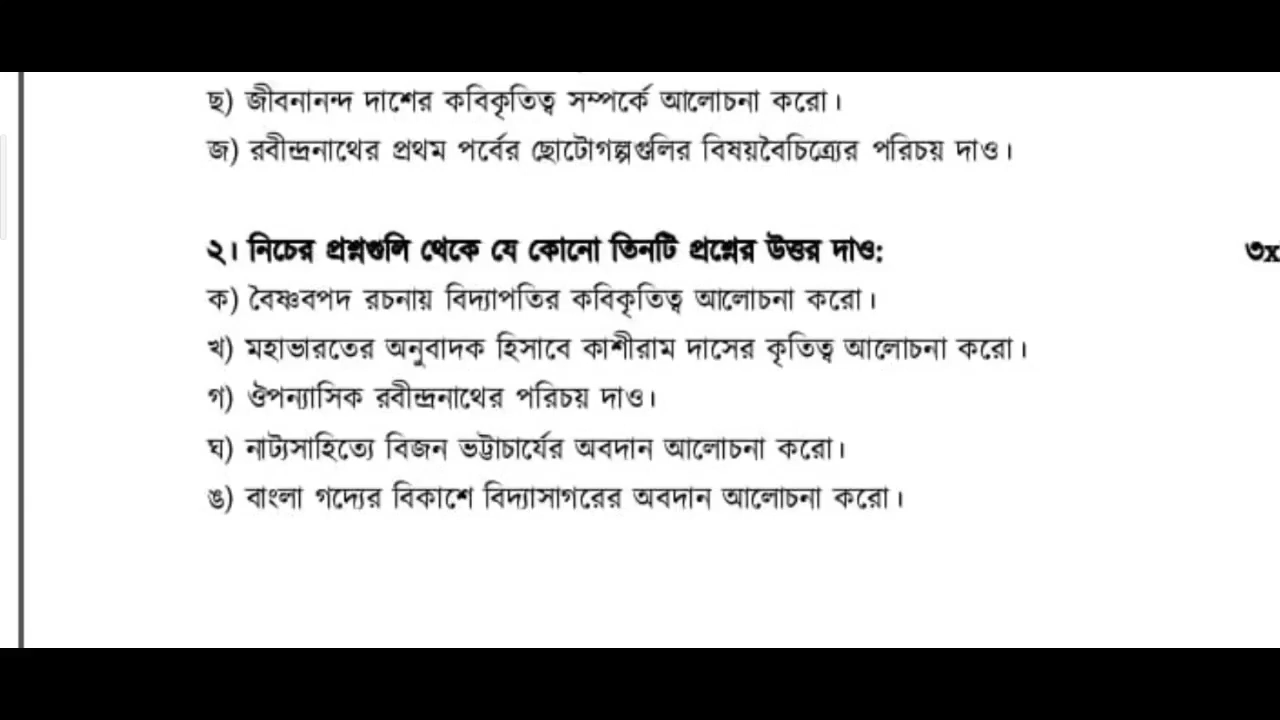 ছ) জীবনানন্দ দাশের কবিকৃতিত্ব সম্পর্কে আলোচনা করো।
জ) রবীন্দ্রনাথের প্রথম পর্বের ছোটোগল্পগুলির বিষয়বৈচিত্র্যের পরিচয় দাও।
২। নিচের প্রশ্নগুলি থেকে যে কোনো তিনটি প্রশ্নের উত্তর দাও: ৩x
ক) বৈষ্ণবপদ রচনায় বিদ্যাপতির কবিকৃতিত্ব আলোচনা করো।
খ) মহাভারতের অনুবাদক হিসাবে কাশীরাম দাসের কৃতিত্ব আলোচনা করো।
গ) ঔপন্যাসিক রবীন্দ্রনাথের পরিচয় দাও।
ঘ) নাট্যসাহিত্যে বিজন ভট্টাচার্যের অবদান আলোচনা করো।
ঙ) বাংলা গদ্যের বিকাশে বিদ্যাসাগরের অবদান আলোচনা করো।